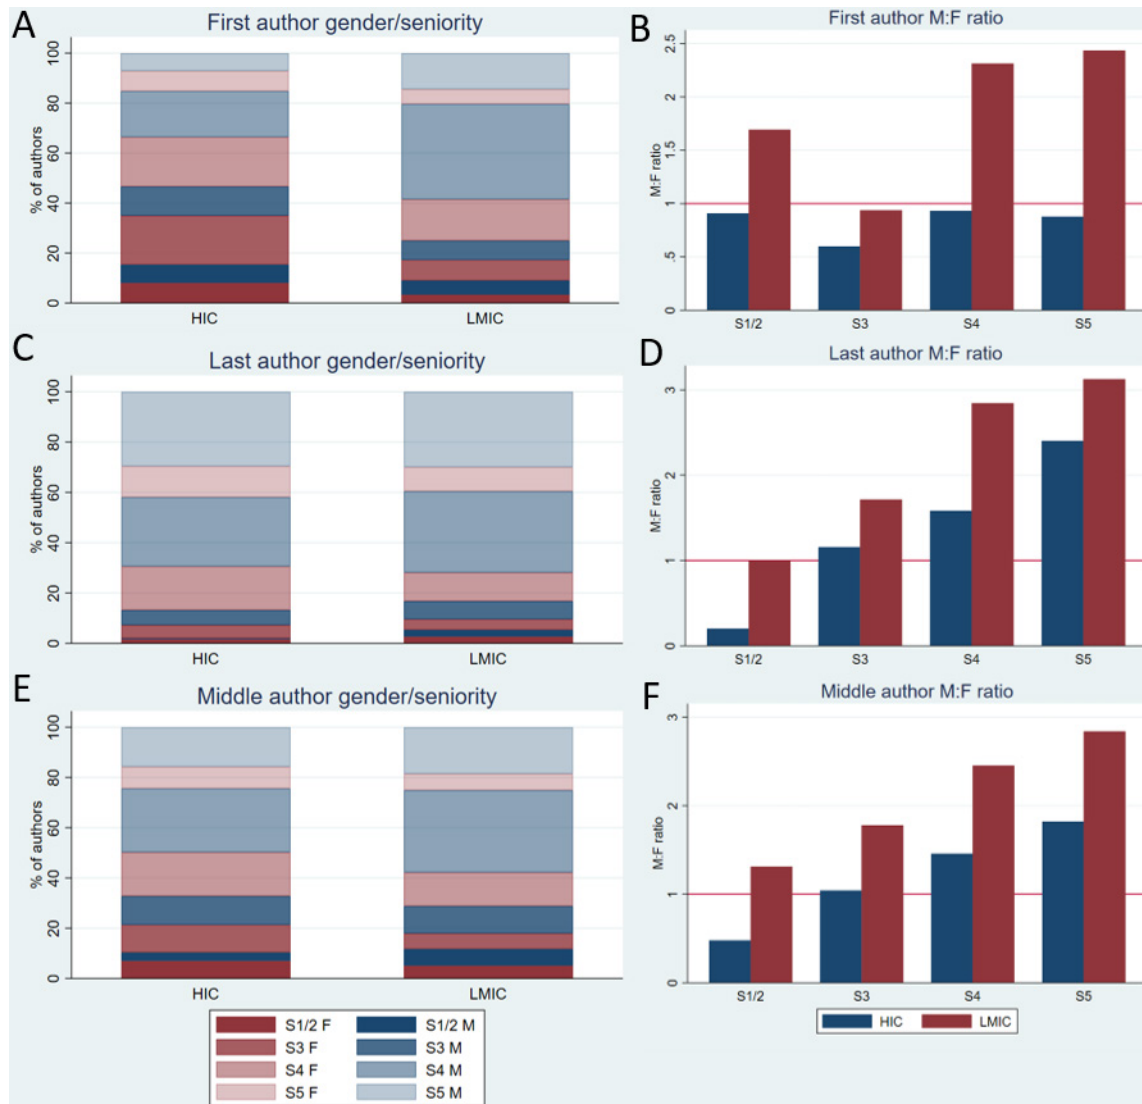 A
First author gender/seniority
% of authors
0
20
40
60
80
100
HIC
LMIC
B
First author M:F ratio
M:F ratio
0
.5
1
1.5
2
2.5
S1/2
S3
S4
S5
C
Last author gender/seniority
% of authors
0
20
40
60
80
100
HIC
LMIC
D
Last author M:F ratio
M:F ratio
0
1
2
3
S1/2
S3
S4
S5
E
Middle author gender/seniority
% of authors
0
20
40
60
80
100
HIC
LMIC
S1/2 F
S1/2 M
S3 F
S3 M
S4 F
S4 M
S5 F
S5 M
F
Middle author M:F ratio
M:F ratio
0
1
2
3
S1/2
S3
S4
S5
HIC
LMIC